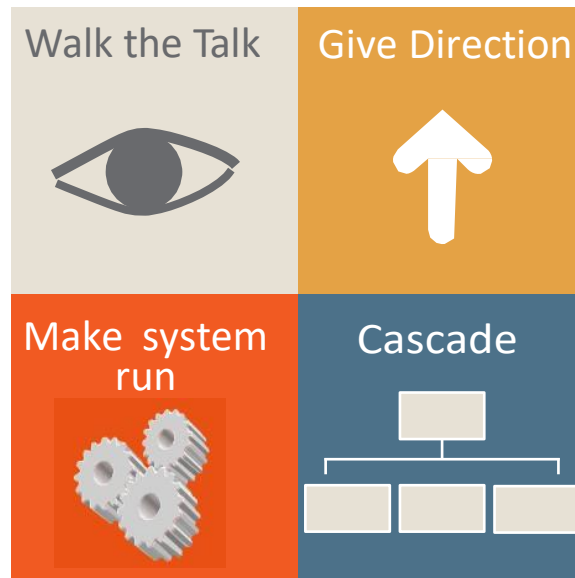 Walk the Talk
Give Direction
Make system
run
Cascade